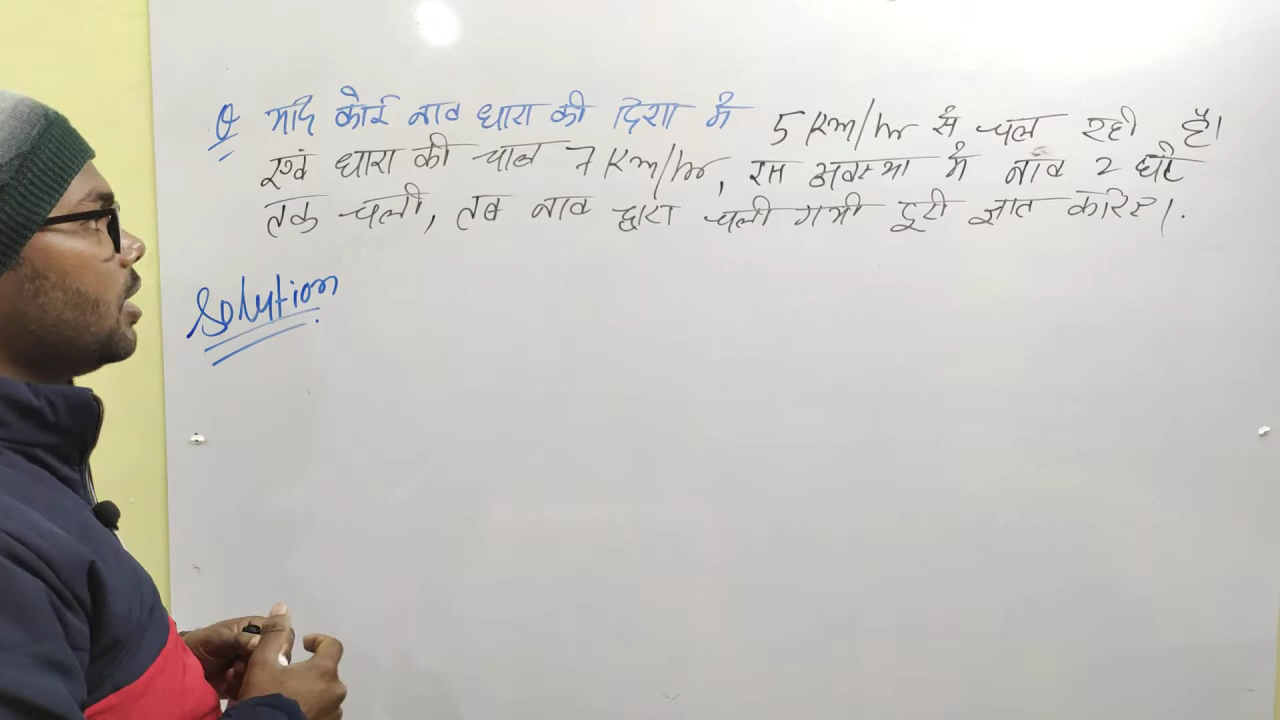 Q यदि कोई नाव धारा की दिशा में 5 Km/hr से चल रही है।
एवं धारा की चाल 7 Km/hr, इस अवस्था में नाव 2 घंटे
तक चली, तब नाव द्वारा चली गयी दूरी ज्ञात करिए।.
Solution